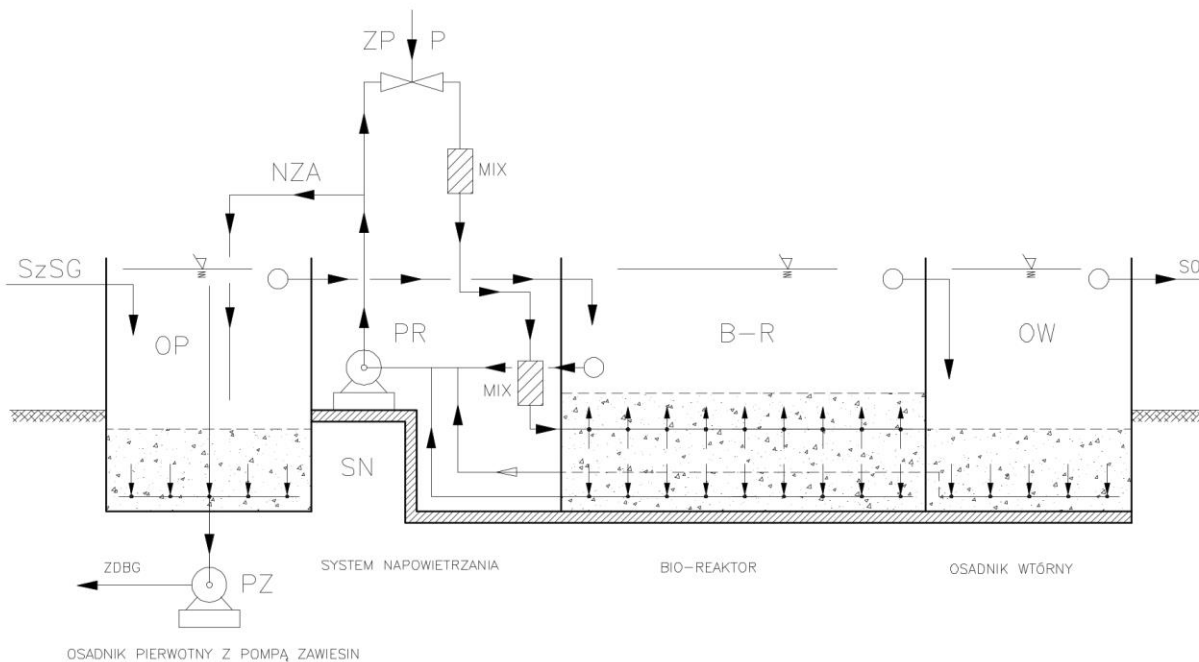 ZP P
MIX
NZA
SzSG
SO
OP
PR
B-R
OW
MIX
SN
SYSTEM NAPOWIETRZANIA
BIO-REAKTOR
OSADNIK WTÓRNY
ZDBG
PZ
OSADNIK PIERWOTNY Z POMPĄ ZAWIESIN